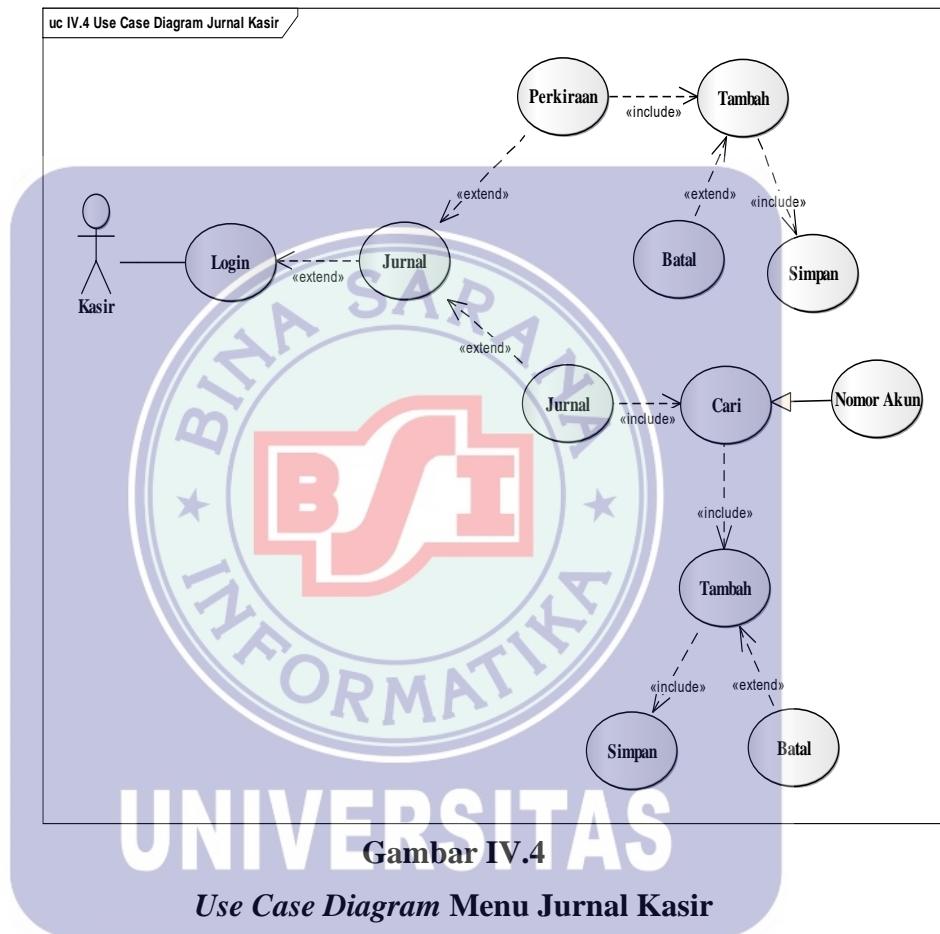 uc IV.4 Use Case Diagram Jurnal Kasir
Perkiraan
«include»
Tambah
«extend»
«extend»
«include»
Kasir
Login
«extend»
Jurnal
Batal
Simpan
«extend»
Jurnal
«include»
Cari
Nomor Akun
«include»
Tambah
«include»
«extend»
Simpan
Batal
BINA SARANA
BSI
INFORMATIKA
UNIVERSITAS
Gambar IV.4
Use Case Diagram Menu Jurnal Kasir